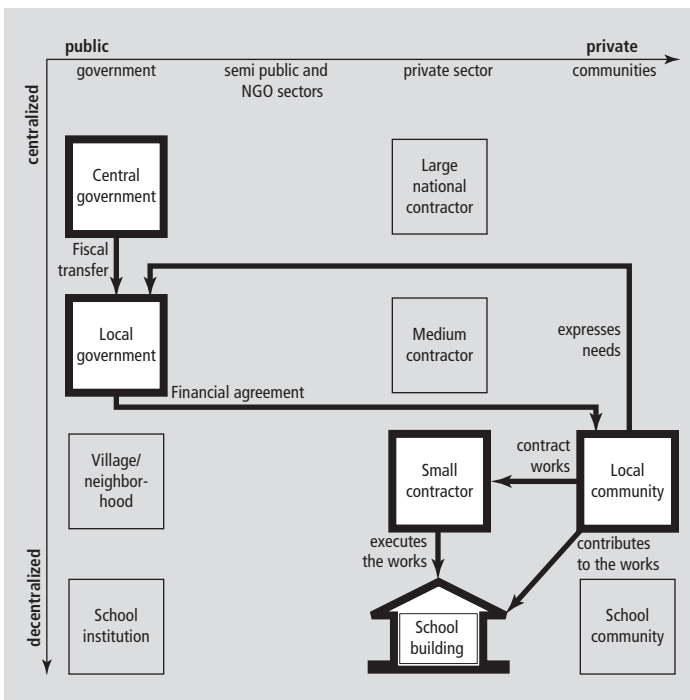 public
private
government
semi public and
NGO sectors
private sector
communities
centralized
Central
government
Large
national
contractor
Fiscal
transfer
Local
government
Medium
contractor
expresses
needs
Financial agreement
Village/
neighbor-
hood
Small
contractor
contract
works
Local
community
executes
the works
contributes
to the works
decentralized
School
institution
School
building
School
community